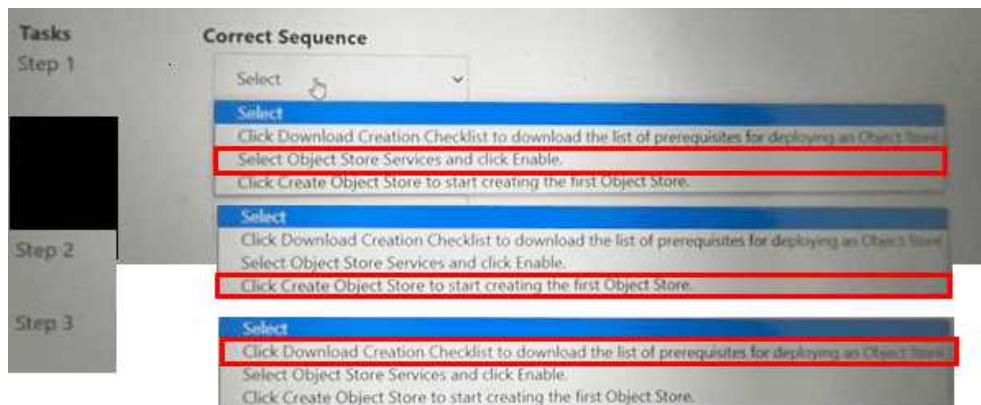 Tasks
Correct Sequence
Step 1
Select
Select
Click Download Creation Checklist to download the list of prerequisites for deploying an Object Store
Select Object Store Services and click Enable.
Click Create Object Store to start creating the first Object Store.
Step 2
Select
Click Download Creation Checklist to download the list of prerequisites for deploying an Object Store
Select Object Store Services and click Enable.
Click Create Object Store to start creating the first Object Store.
Step 3
Select
Click Download Creation Checklist to download the list of prerequisites for deploying an Object Store
Select Object Store Services and click Enable.
Click Create Object Store to start creating the first Object Store.